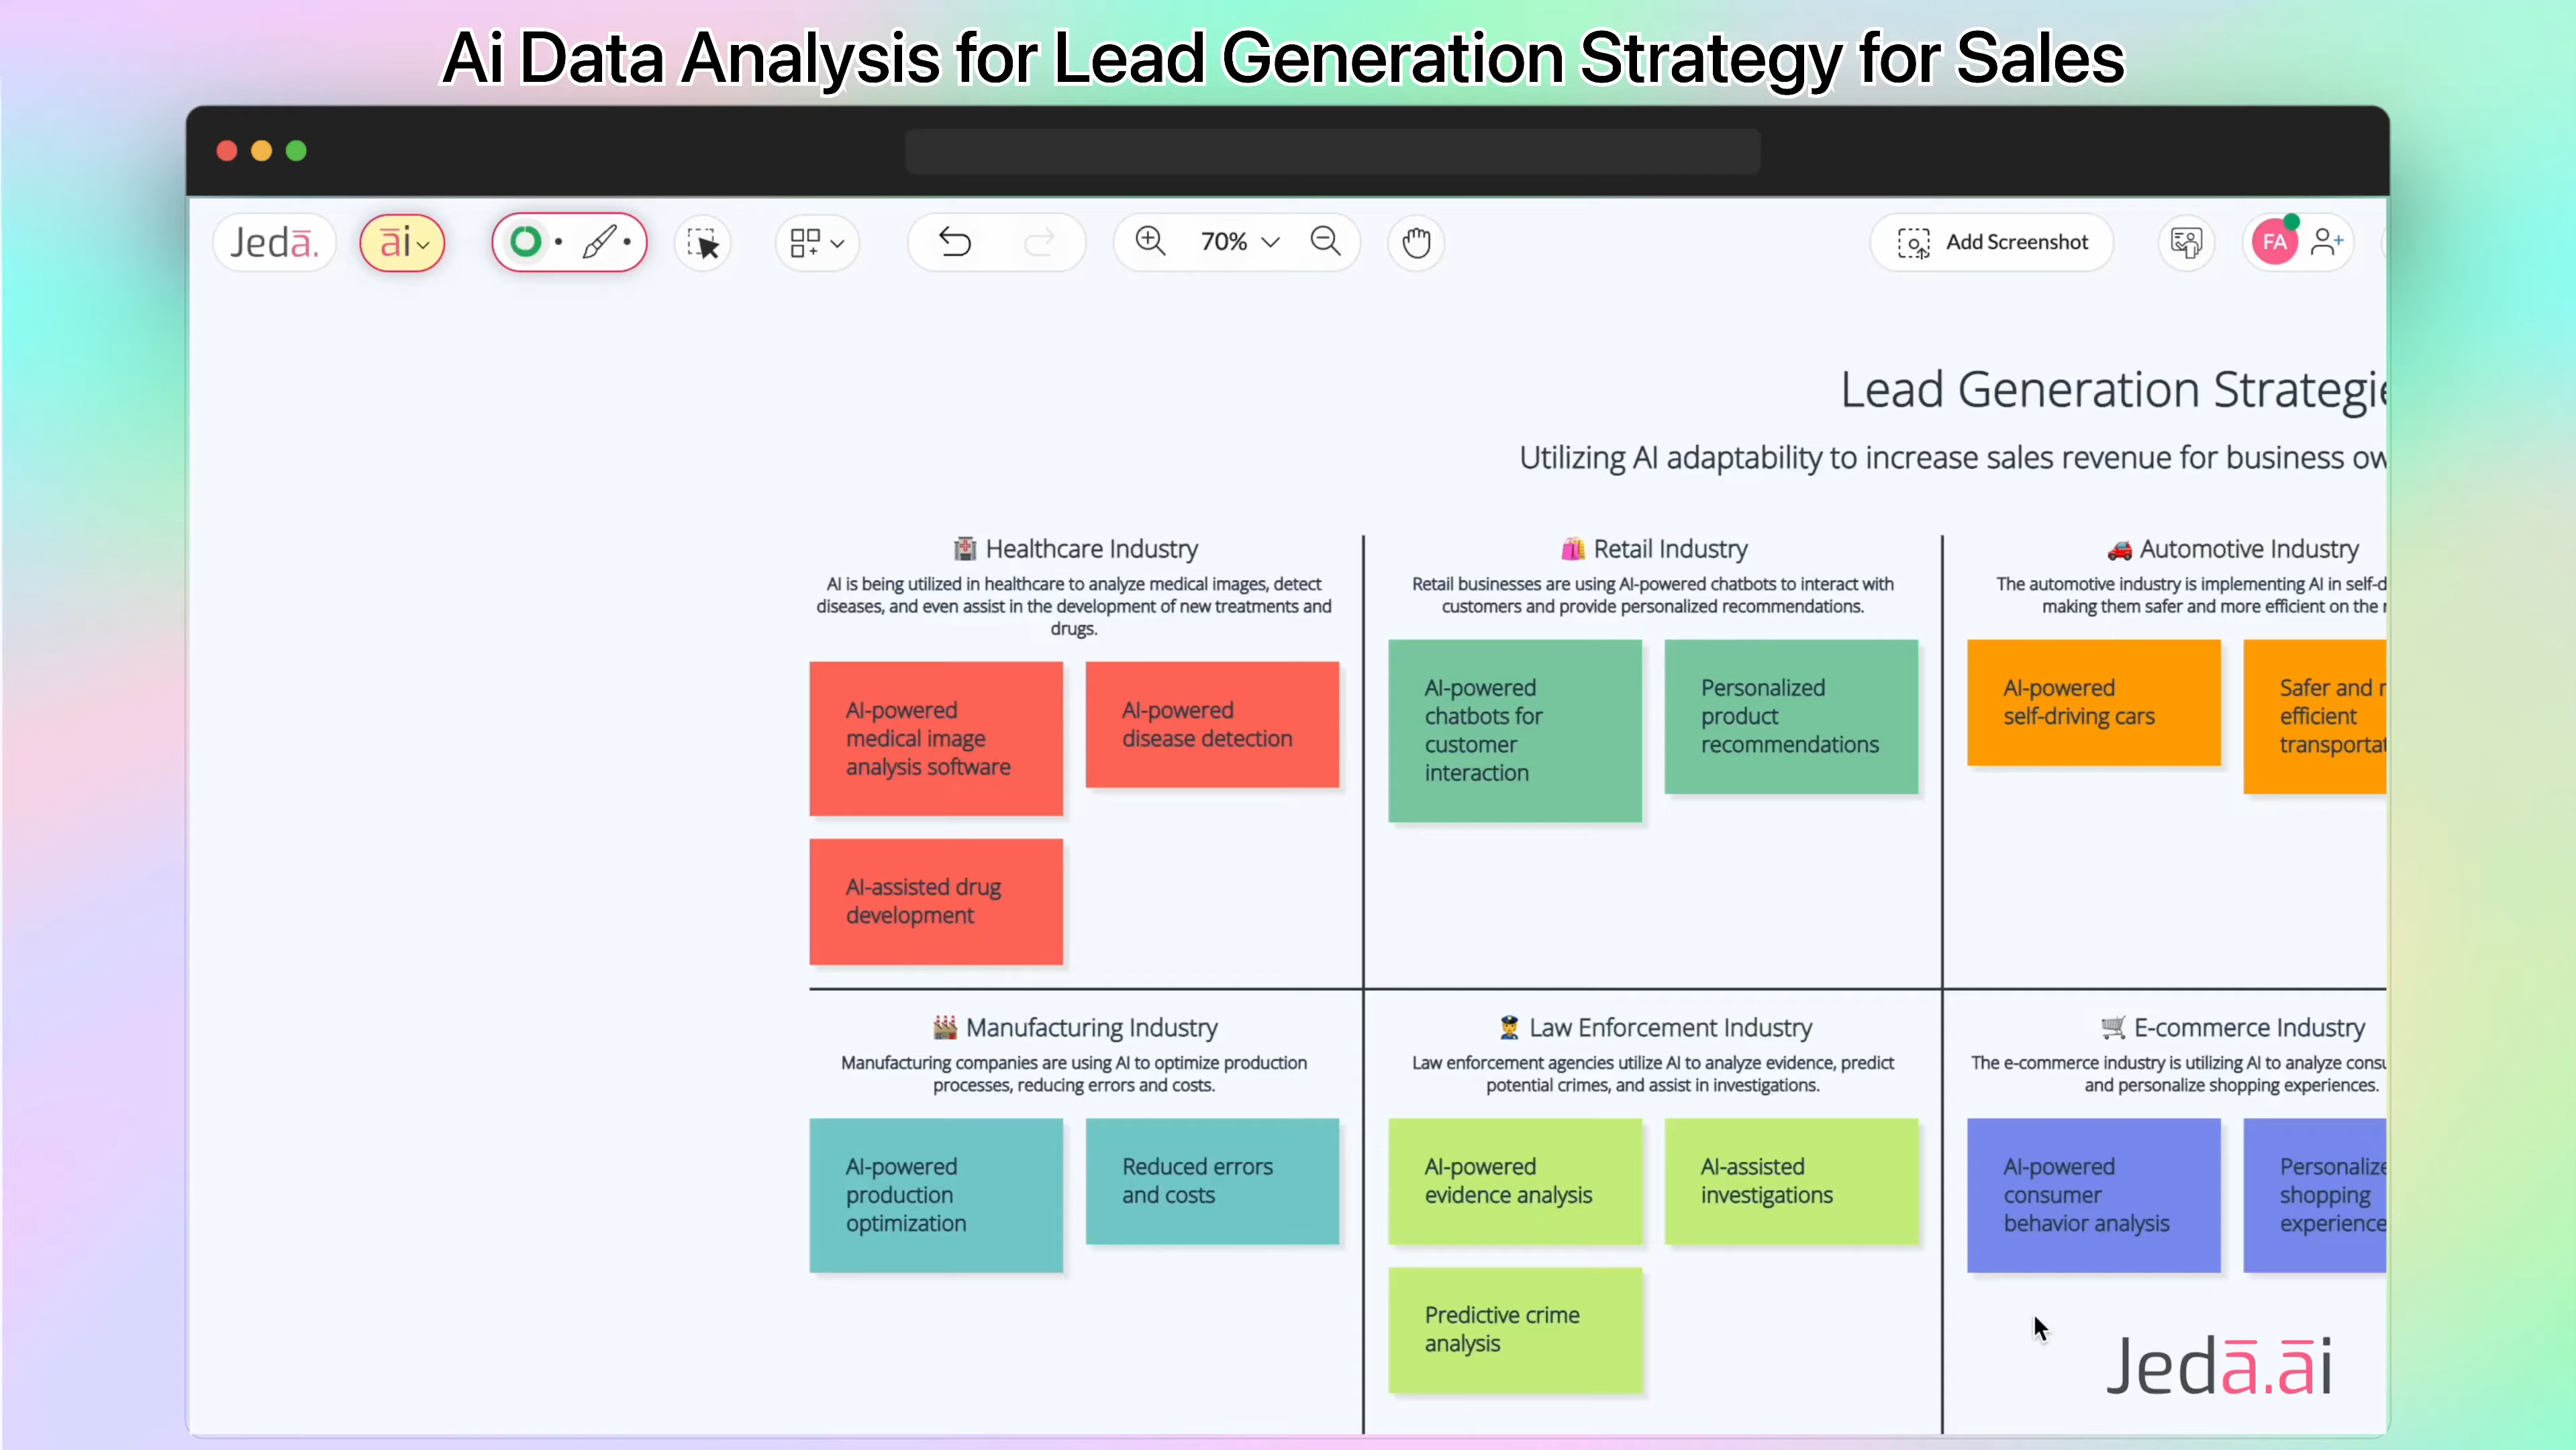 Ai Data Analysis for Lead Generation Strategy for Sales
Jedā.
āi
70%
Add Screenshot
FA
Lead Generation Strategie
Utilizing AI adaptability to increase sales revenue for business ow
Healthcare Industry
AI is being utilized in healthcare to analyze medical images, detect
diseases, and even assist in the development of new treatments and
drugs.
AI-powered
medical image
analysis software
AI-powered
disease detection
AI-assisted drug
development
Retail Industry
Retail businesses are using AI-powered chatbots to interact with
customers and provide personalized recommendations.
AI-powered
chatbots for
customer
interaction
Personalized
product
recommendations
Automotive Industry
The automotive industry is implementing AI in self-d
making them safer and more efficient on the
AI-powered
self-driving cars
Safer and
efficient
transportat
Manufacturing Industry
Manufacturing companies are using AI to optimize production
processes, reducing errors and costs.
AI-powered
production
optimization
Reduced errors
and costs
Law Enforcement Industry
Law enforcement agencies utilize AI to analyze evidence, predict
potential crimes, and assist in investigations.
AI-powered
evidence analysis
AI-assisted
investigations
Predictive crime
analysis
E-commerce Industry
The e-commerce industry is utilizing AI to analyze consu
and personalize shopping experiences.
AI-powered
consumer
behavior analysis
Personalize
shopping
experience
Jedā.āi